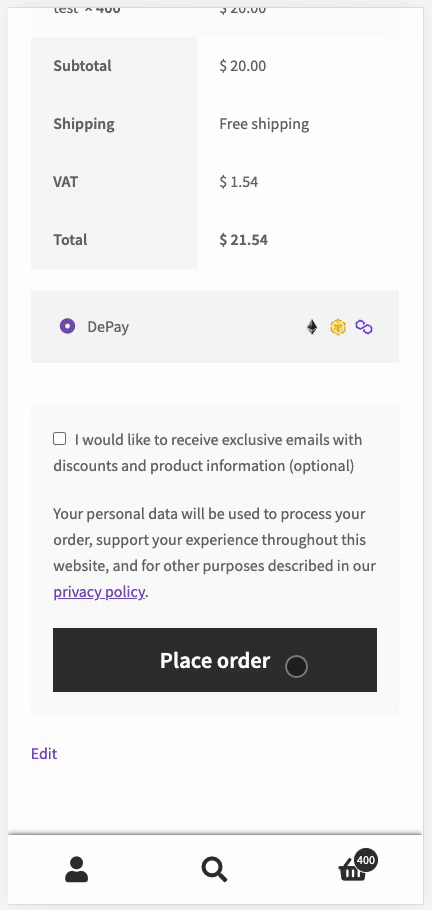 test × 400 $ 20.00
Subtotal $ 20.00
Shipping Free shipping
VAT $ 1.54
Total $ 21.54
DePay
I would like to receive exclusive emails with
discounts and product information (optional)
Your personal data will be used to process your
order, support your experience throughout this
website, and for other purposes described in our
privacy policy.
Place order
Edit
400